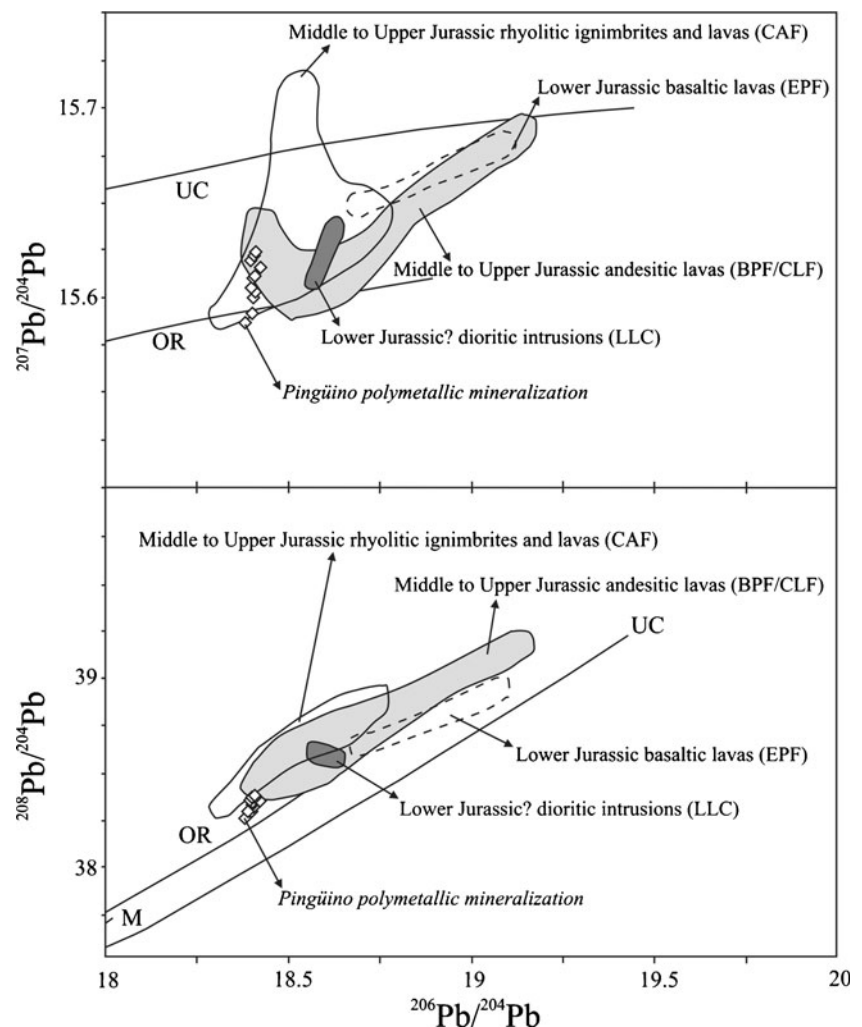 Middle to Upper Jurassic rhyolitic ignimbrites and lavas (CAF)
Lower Jurassic basaltic lavas (EPF)
15.7
UC
²⁰⁷Pb/²⁰⁴Pb
Middle to Upper Jurassic andesitic lavas (BPF/CLF)
15.6
OR
Lower Jurassic? dioritic intrusions (LLC)
Pingüino polymetallic mineralization
Middle to Upper Jurassic rhyolitic ignimbrites and lavas (CAF)
Middle to Upper Jurassic andesitic lavas (BPF/CLF)
UC
39
²⁰⁸Pb/²⁰⁴Pb
Lower Jurassic basaltic lavas (EPF)
Lower Jurassic? dioritic intrusions (LLC)
OR
38
Pingüino polymetallic mineralization
M
18 18.5 19 19.5 20
²⁰⁶Pb/²⁰⁴Pb